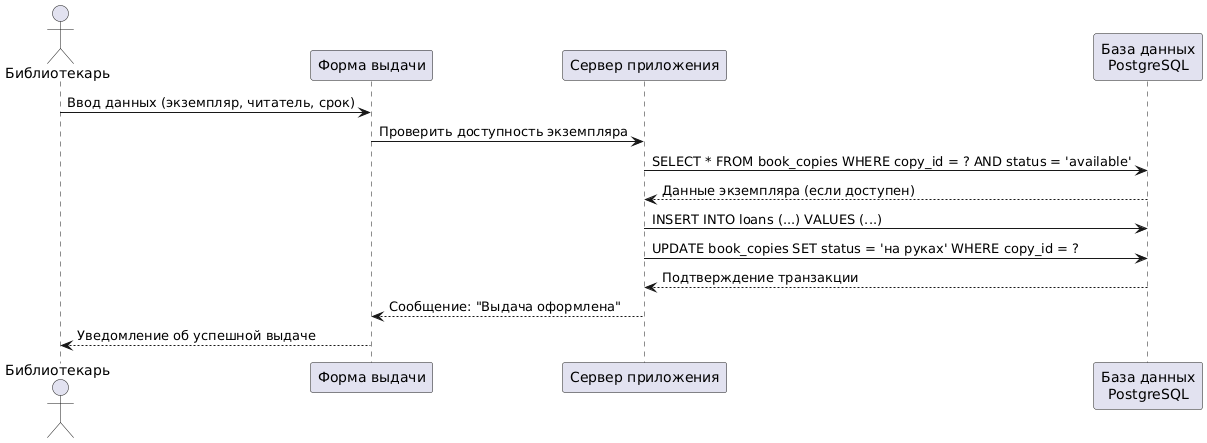 Библиотекарь
Форма выдачи
Сервер приложения
База данных
PostgreSQL
Ввод данных (экземпляр, читатель, срок)
Проверить доступность экземпляра
SELECT * FROM book_copies WHERE copy_id = ? AND status = 'available'
Данные экземпляра (если доступен)
INSERT INTO loans (...) VALUES (...)
UPDATE book_copies SET status = 'на руках' WHERE copy_id = ?
Подтверждение транзакции
Сообщение: "Выдача оформлена"
Уведомление об успешной выдаче
Библиотекарь
Форма выдачи
Сервер приложения
База данных
PostgreSQL